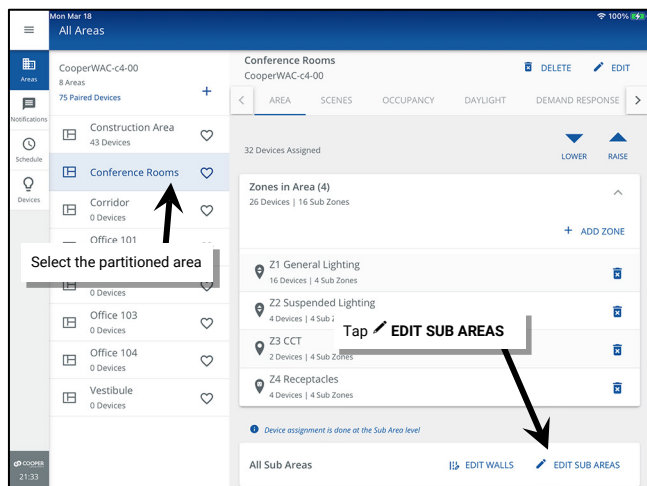 Mon Mar 18
100%
All Areas
Areas
Notifications
Schedule
Devices
COOPER
21:33
CooperWAC-c4-00
8 Areas
75 Paired Devices
+
Construction Area
43 Devices
Conference Rooms
Corridor
0 Devices
Office 101
Select the partitioned area
0 Devices
Office 103
0 Devices
Office 104
0 Devices
Vestibule
0 Devices
Conference Rooms
CooperWAC-c4-00
DELETE EDIT
< AREA SCENES OCCUPANCY DAYLIGHT DEMAND RESPONSE >
32 Devices Assigned
LOWER RAISE
Zones in Area (4)
26 Devices | 16 Sub Zones
+ ADD ZONE
Z1 General Lighting
16 Devices | 4 Sub Zones
Z2 Suspended Lighting
4 Devices | 4 Sub Z
Tap EDIT SUB AREAS
Z3 CCT
2 Devices | 4 Sub Zones
Z4 Receptacles
4 Devices | 4 Sub Zones
Device assignment is done at the Sub Area level
All Sub Areas EDIT WALLS EDIT SUB AREAS